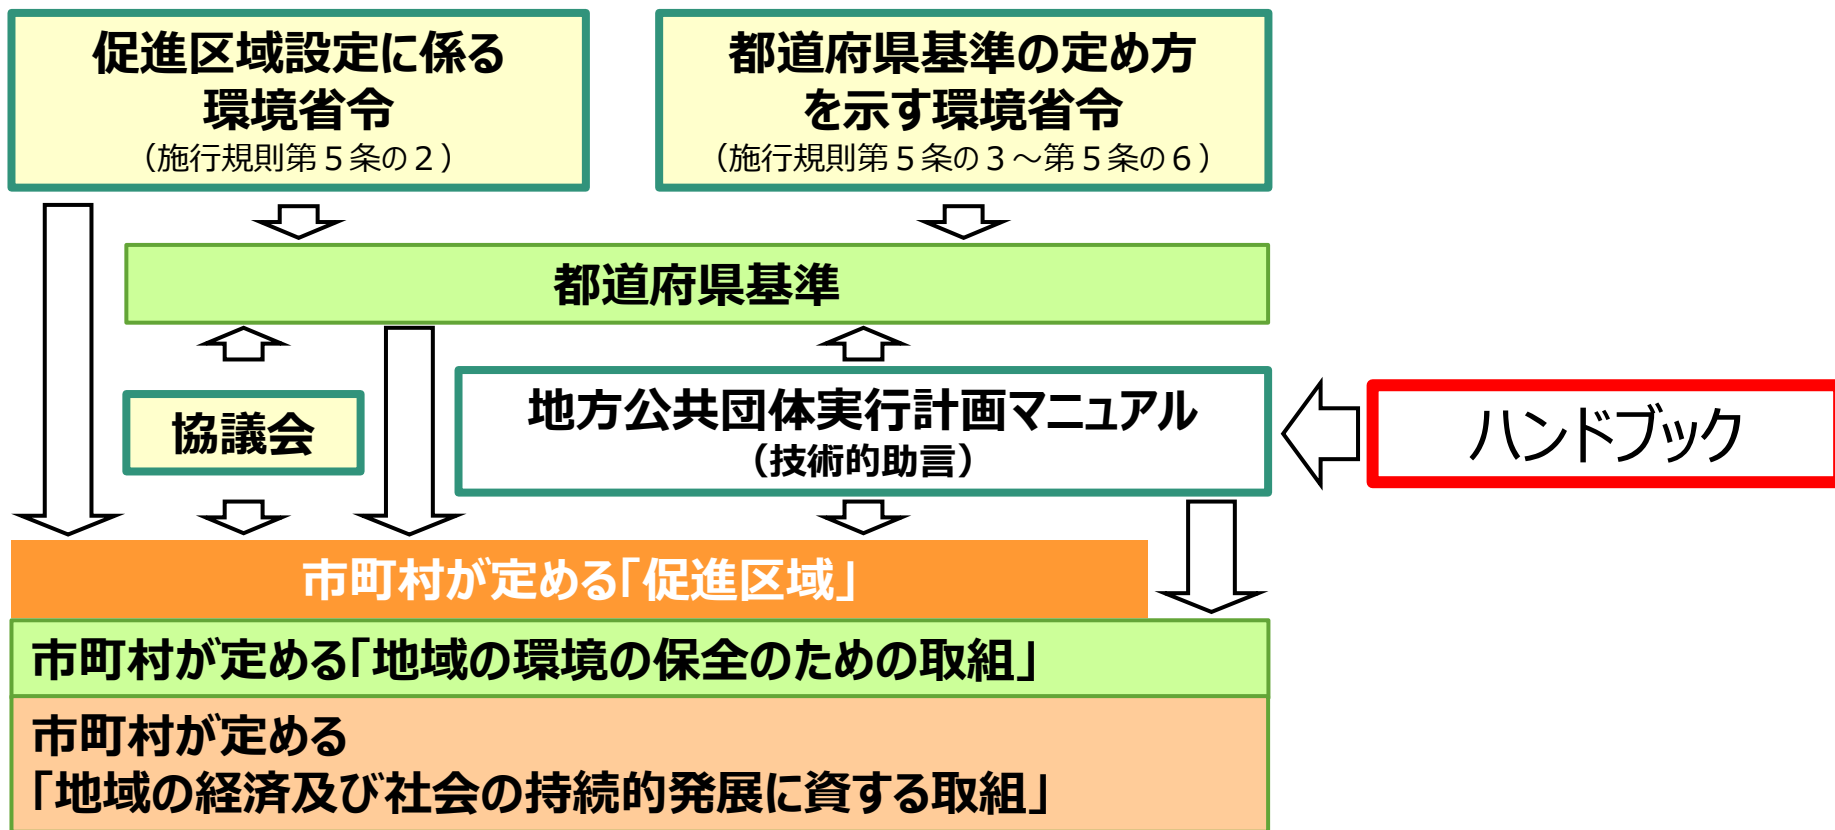 促進区域設定に係る
環境省令
（施行規則第５条の２）
都道府県基準の定め方
を示す環境省令
（施行規則第５条の３～第５条の６）
都道府県基準
協議会
地方公共団体実行計画マニュアル
（技術的助言）
ハンドブック
市町村が定める「促進区域」
市町村が定める「地域の環境の保全のための取組」
市町村が定める
「地域の経済及び社会の持続的発展に資する取組」